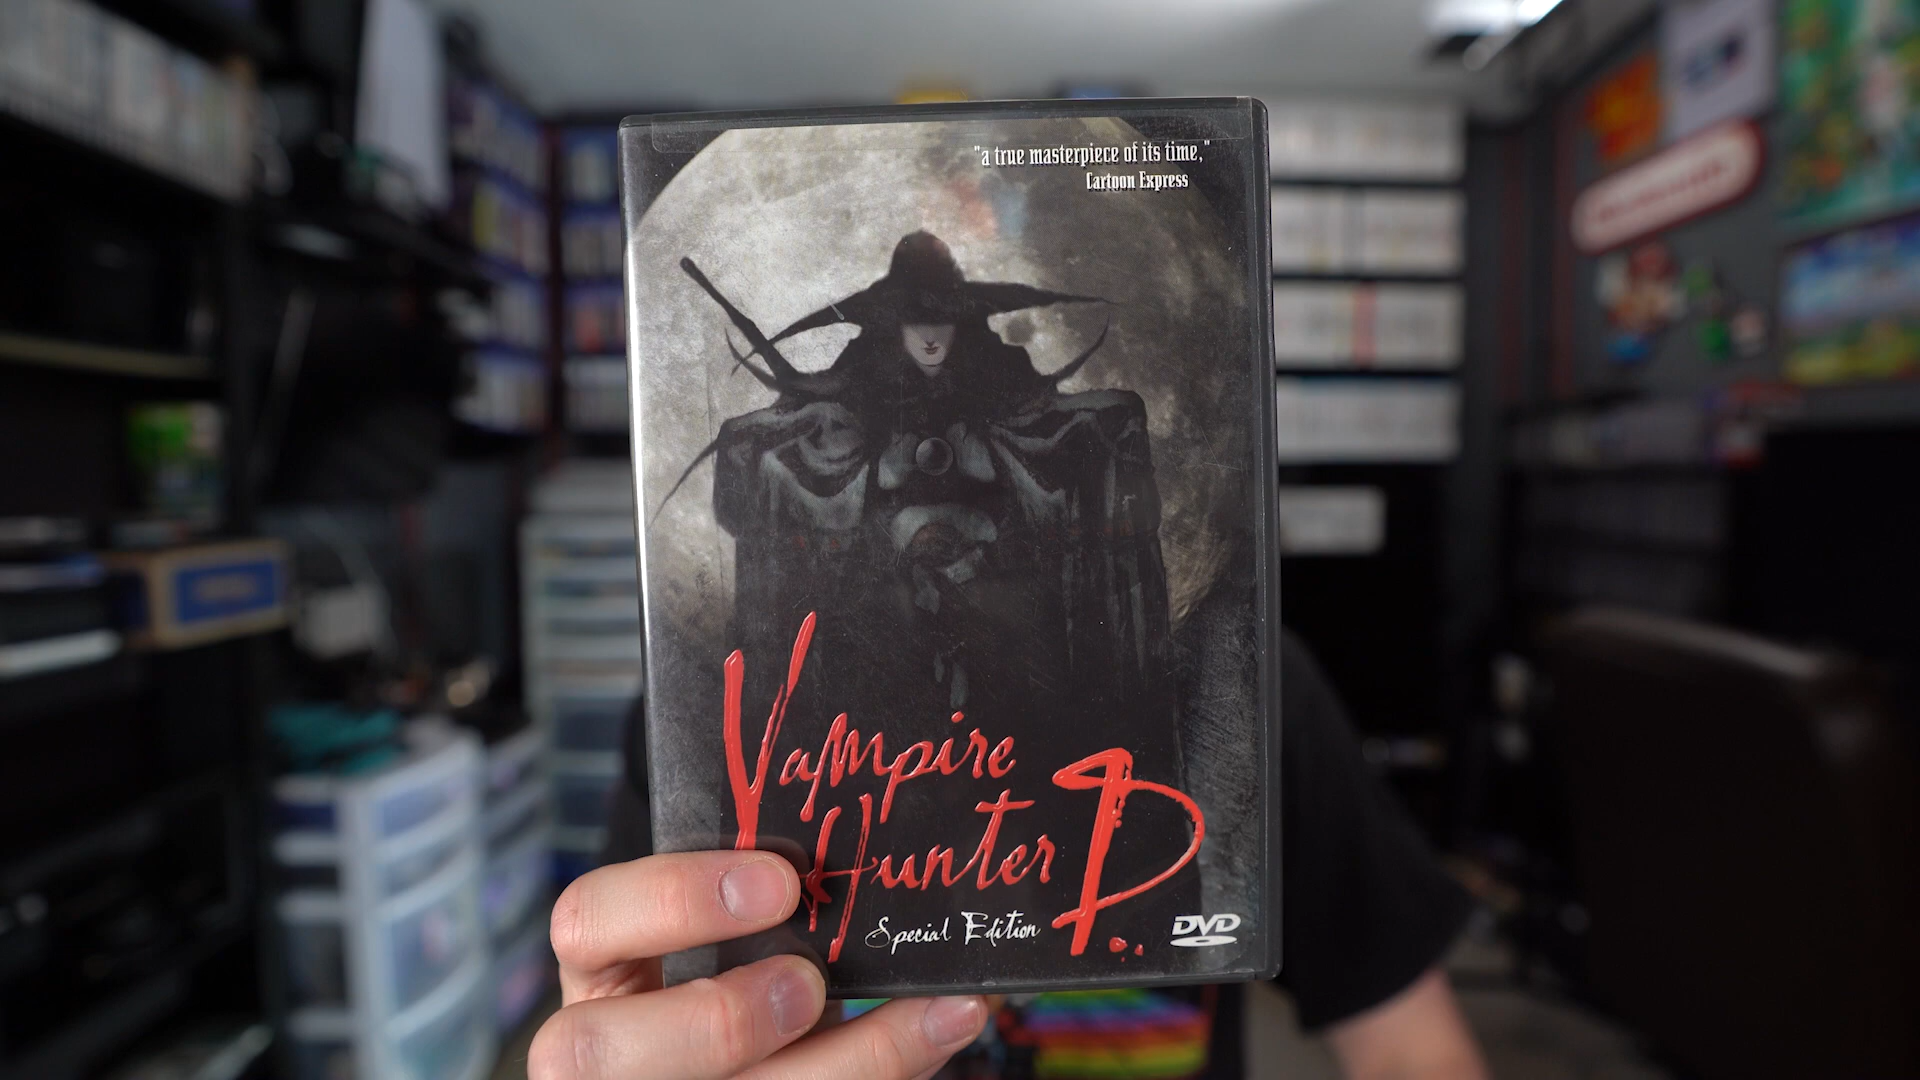 "a true masterpiece of its time,"
Cartoon Express
Vampire
Hunter D
Special Edition
DVD